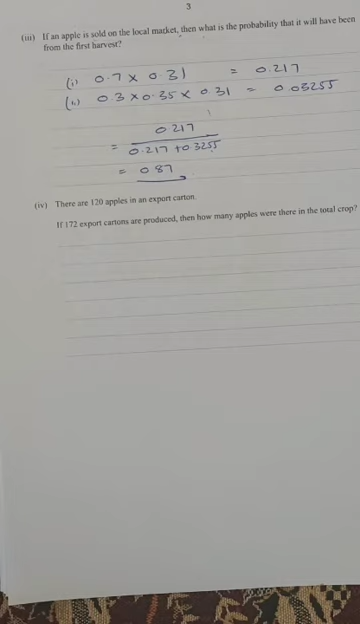 3
(iii) If an apple is sold on the local market, then what is the probability that it will have been
from the first harvest?
(i) 0.7 × 0.31 = 0.217
(ii) 0.3 × 0.35 × 0.31 = 0.03255
0.217
=
0.217 + 0.3255
= 0.87
(iv) There are 120 apples in an export carton.
If 172 export cartons are produced, then how many apples were there in the total crop?